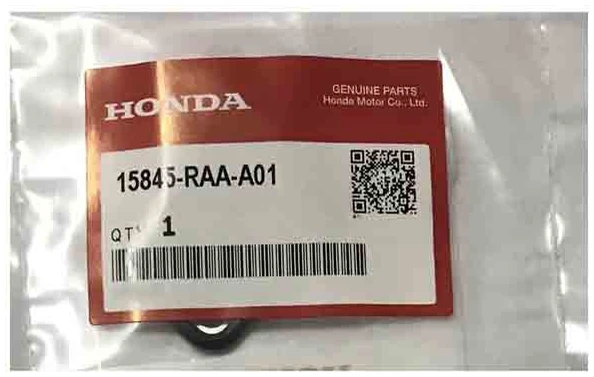 HONDA
GENUINE PARTS
Honda Motor Co., Ltd.
15845-RAA-A01
QTY 1